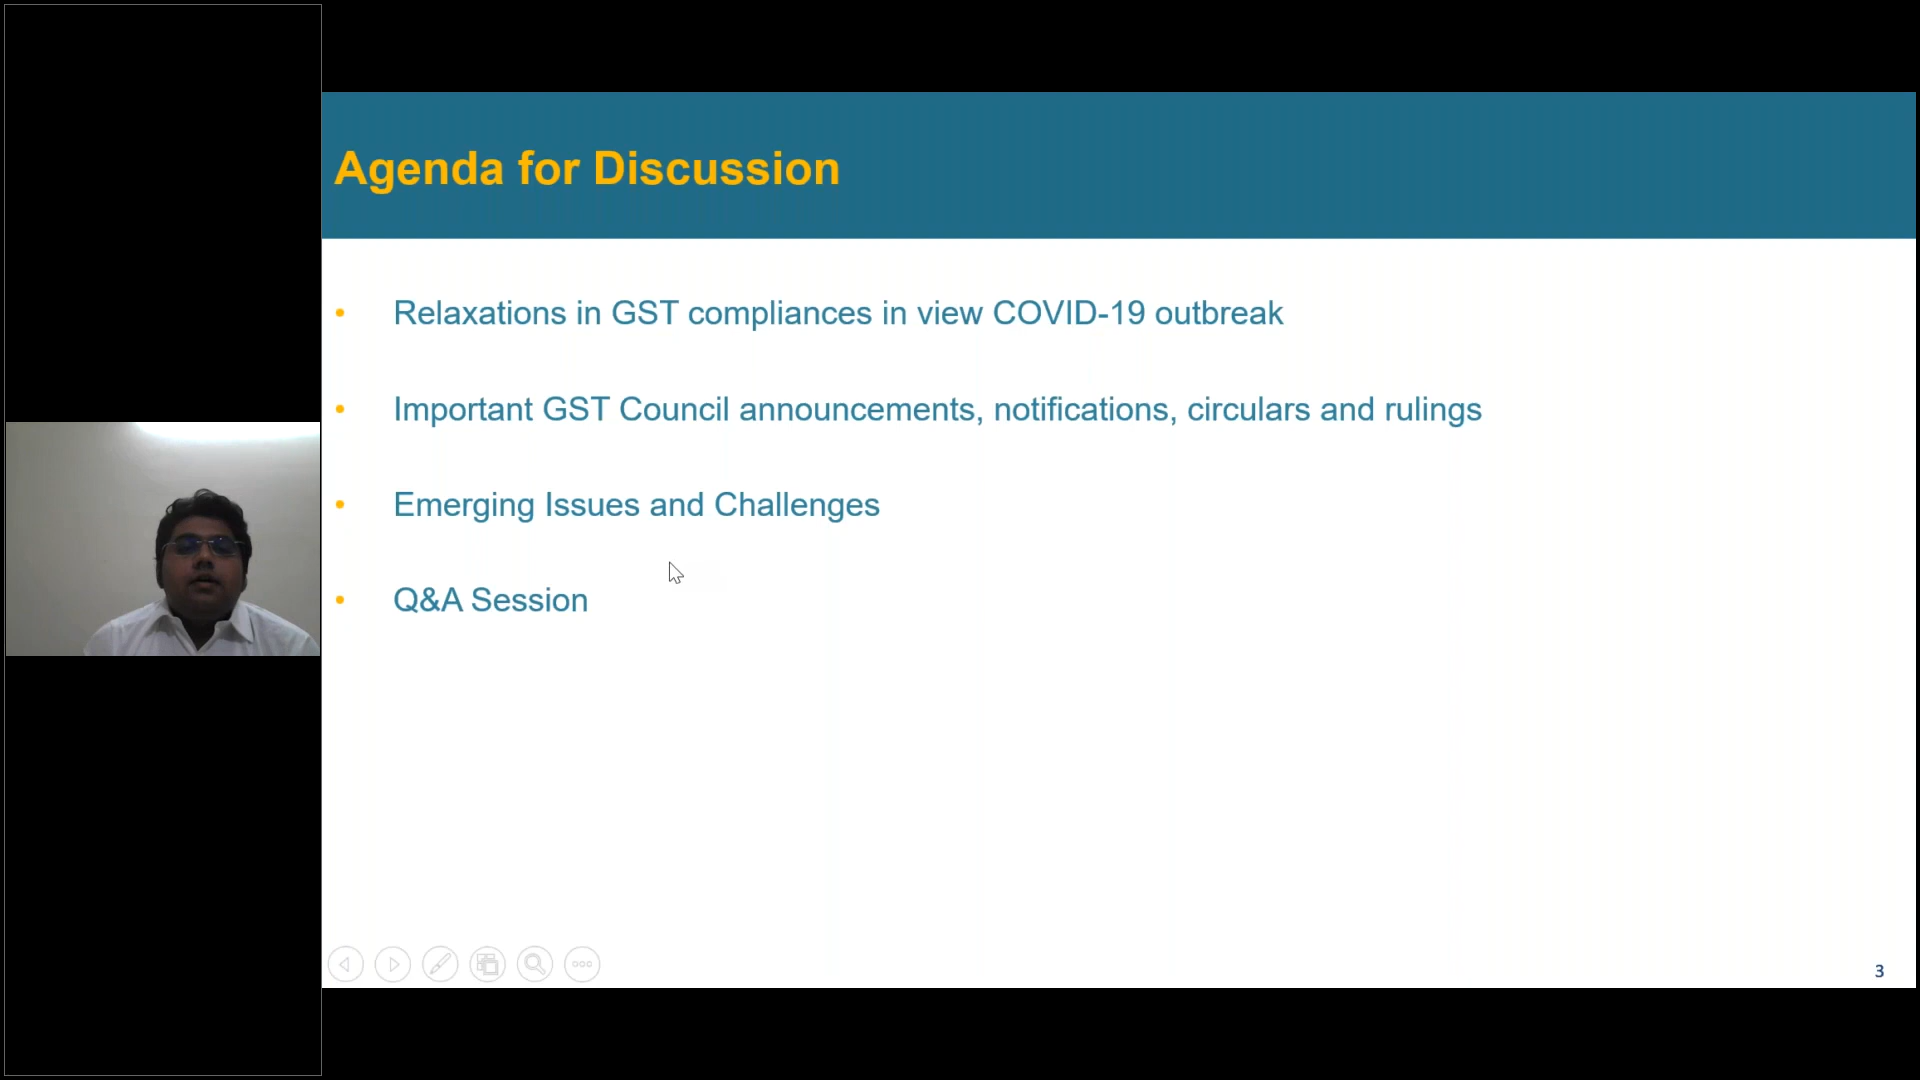 Agenda for Discussion
• Relaxations in GST compliances in view COVID-19 outbreak
• Important GST Council announcements, notifications, circulars and rulings
• Emerging Issues and Challenges
• Q&A Session
3